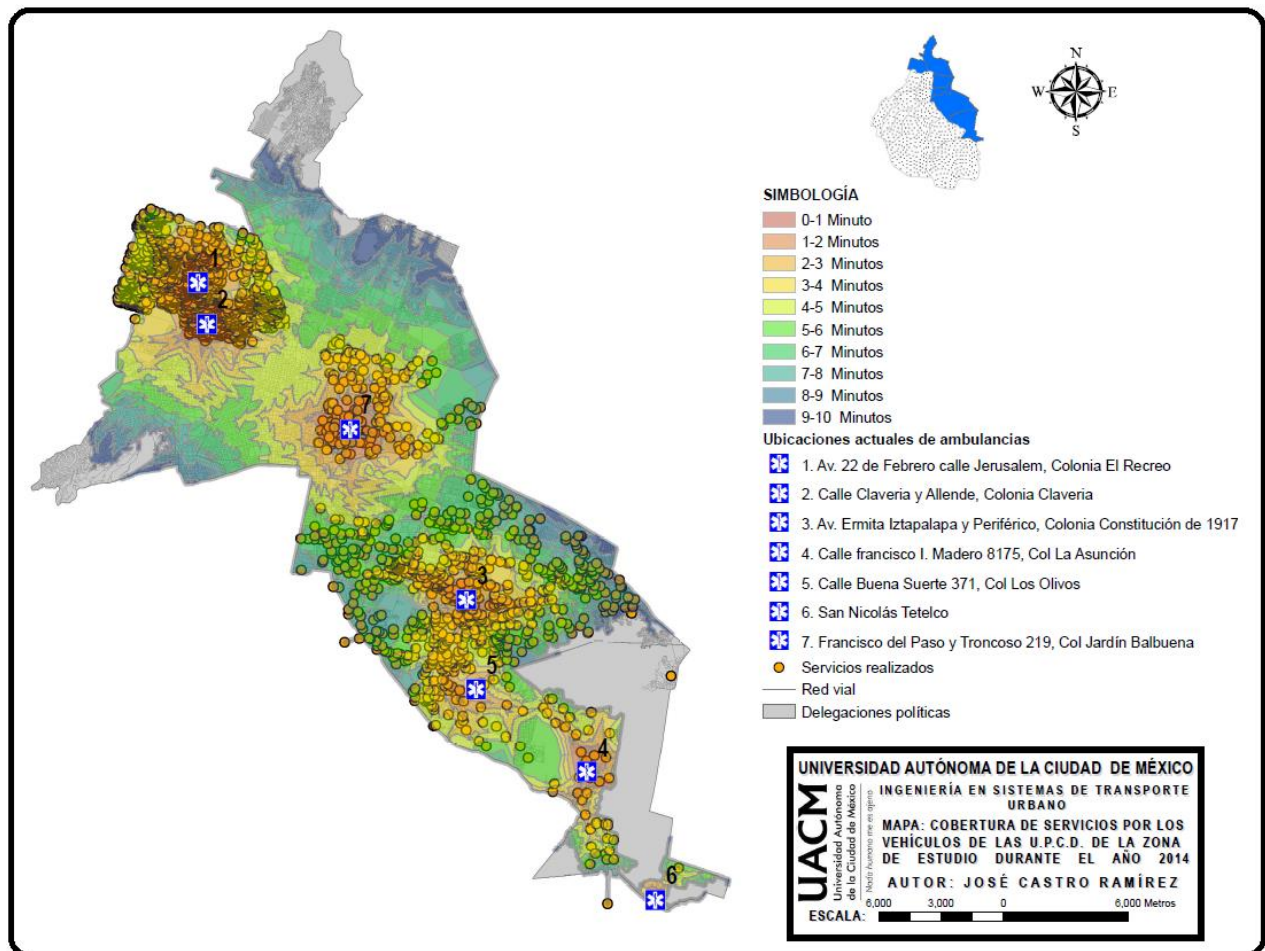 N
W
E
S
SIMBOLOGÍA
0-1 Minuto
1-2 Minutos
2-3 Minutos
3-4 Minutos
4-5 Minutos
5-6 Minutos
6-7 Minutos
7-8 Minutos
8-9 Minutos
9-10 Minutos
Ubicaciones actuales de ambulancias
1. Av. 22 de Febrero calle Jerusalem, Colonia El Recreo
2. Calle Claveria y Allende, Colonia Claveria
3. Av. Ermita Iztapalapa y Periférico, Colonia Constitución de 1917
4. Calle francisco I. Madero 8175, Col La Asunción
5. Calle Buena Suerte 371, Col Los Olivos
6. San Nicolás Tetelco
7. Francisco del Paso y Troncoso 219, Col Jardín Balbuena
Servicios realizados
Red vial
Delegaciones políticas
1
2
7
3
5
4
6
UNIVERSIDAD AUTÓNOMA DE LA CIUDAD DE MÉXICO
UACM
Universidad Autónoma
de la Ciudad de México
Nada humano me es ajeno
INGENIERÍA EN SISTEMAS DE TRANSPORTE
URBANO
MAPA: COBERTURA DE SERVICIOS POR LOS
VEHÍCULOS DE LAS U.P.C.D. DE LA ZONA
DE ESTUDIO DURANTE EL AÑO 2014
AUTOR: JOSÉ CASTRO RAMÍREZ
6,000 3,000 0 6,000 Metros
ESCALA: